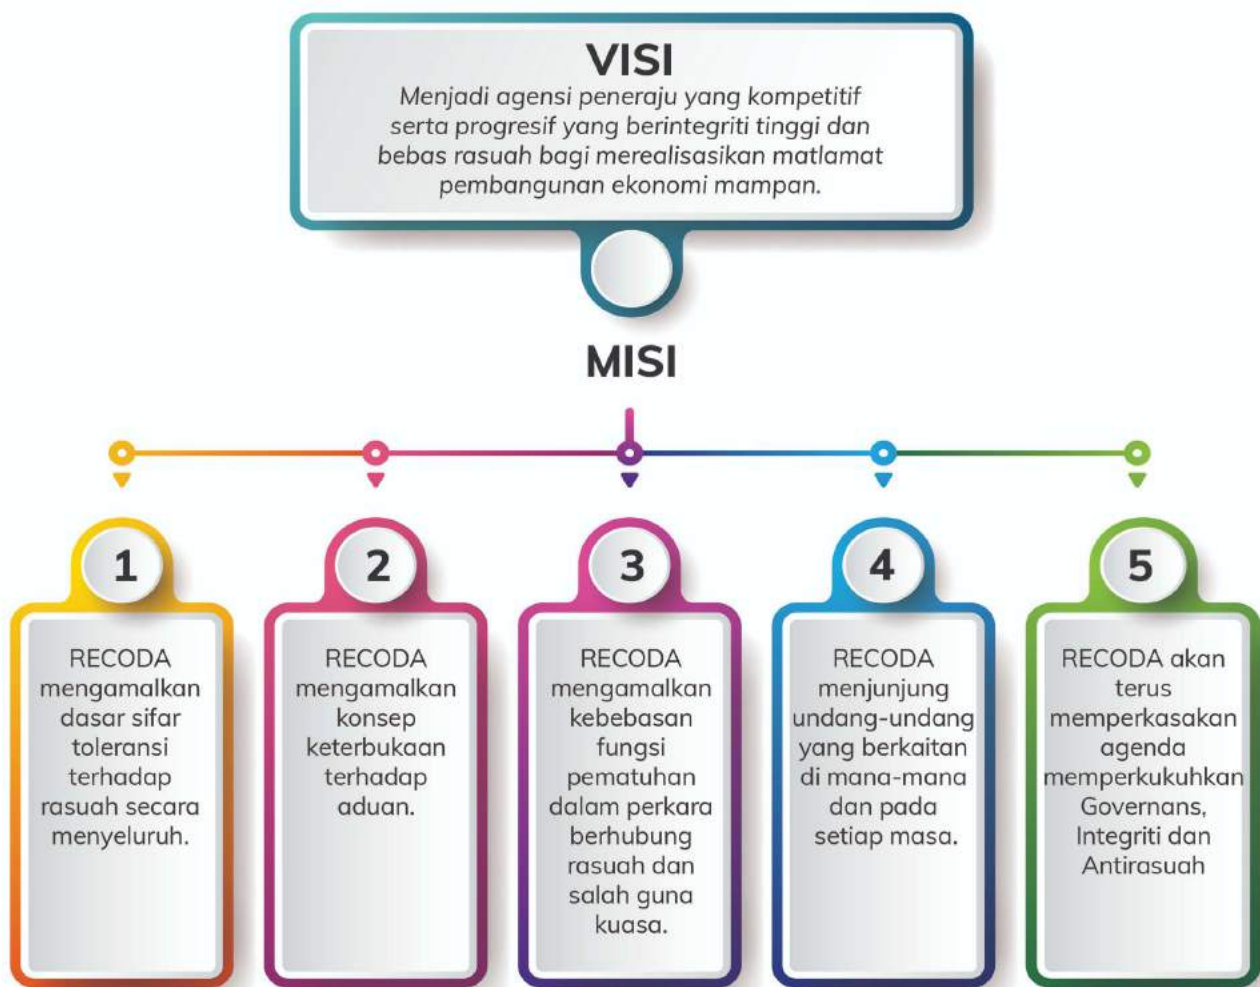 VISI
Menjadi agensi peneraju yang kompetitif
serta progresif yang berintegriti tinggi dan
bebas rasuah bagi merealisasikan matlamat
pembangunan ekonomi mampan.
MISI
1
RECODA
mengamalkan
dasar sifar
toleransi
terhadap
rasuah secara
menyeluruh.
2
RECODA
mengamalkan
konsep
keterbukaan
terhadap
aduan.
3
RECODA
mengamalkan
kebebasan
fungsi
pematuhan
dalam perkara
berhubung
rasuah dan
salah guna
kuasa.
4
RECODA
menjunjung
undang-undang
yang berkaitan
di mana-mana
dan pada
setiap masa.
5
RECODA akan
terus
memperkasakan
agenda
memperkukuhkan
Governans,
Integriti dan
Antirasuah